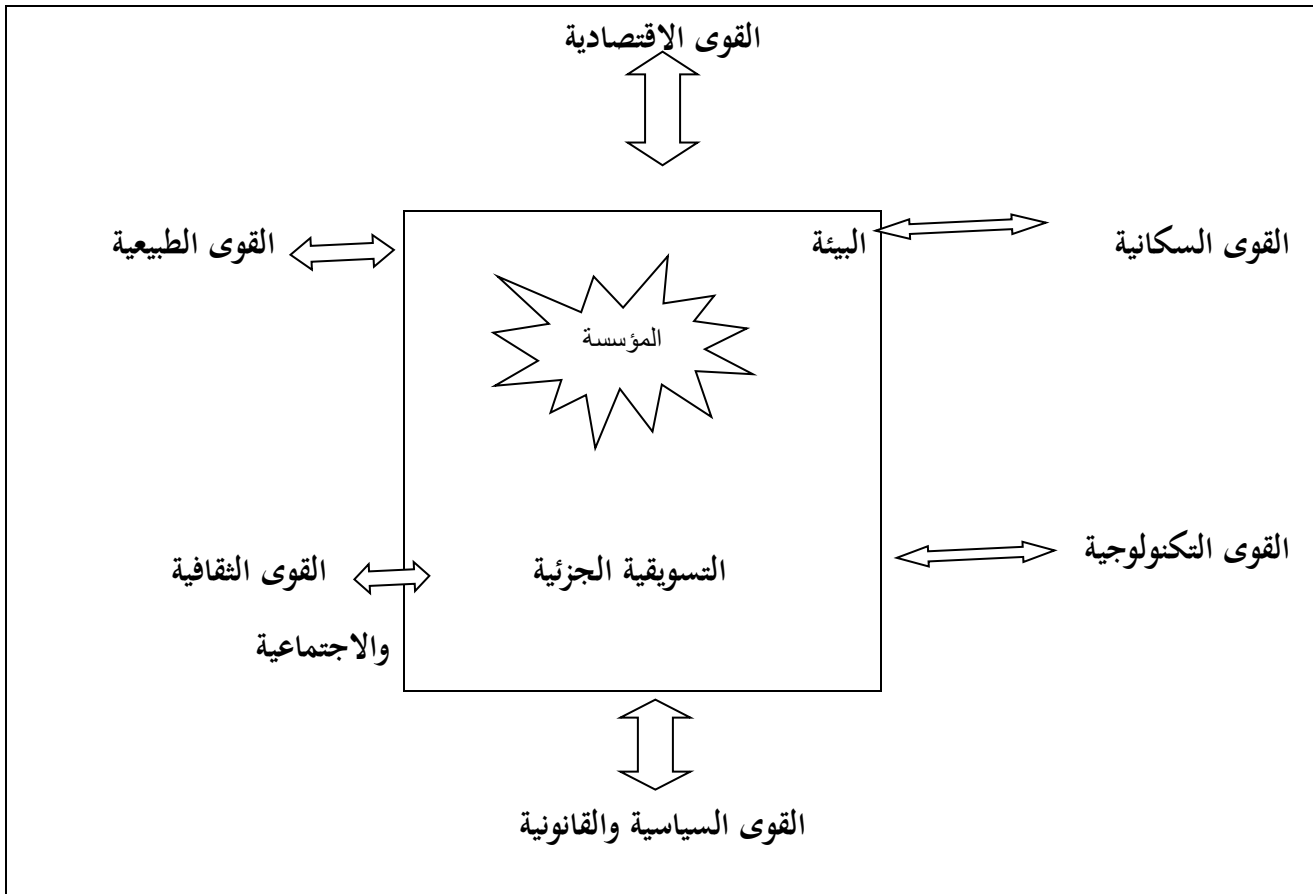 القوى الاقتصادية
القوى السكانية
البيئة
القوى الطبيعية
المؤسسة
القوى التكنولوجية
التسويقية الجزئية
القوى الثقافية
والاجتماعية
القوى السياسية والقانونية